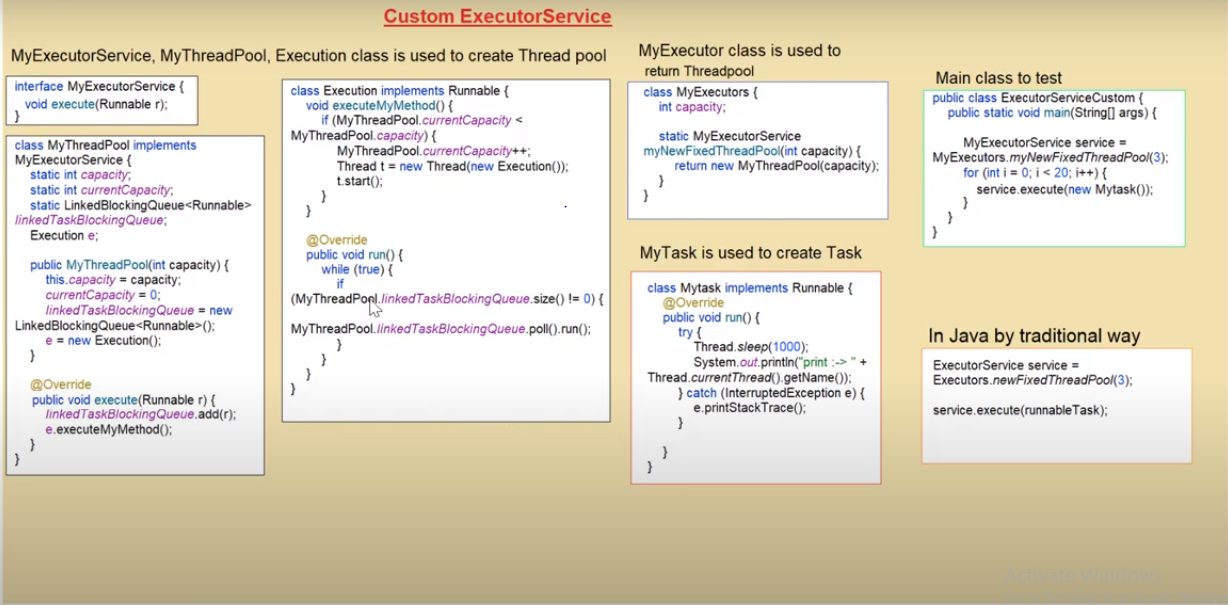 Custom ExecutorService
MyExecutorService, MyThreadPool, Execution class is used to create Thread pool
interface MyExecutorService {
void execute(Runnable r);
}
class MyThreadPool implements
MyExecutorService {
static int capacity;
static int currentCapacity;
static LinkedBlockingQueue<Runnable>
linkedTaskBlockingQueue;
Execution e;
public MyThreadPool(int capacity) {
this.capacity = capacity;
currentCapacity = 0;
linkedTaskBlockingQueue = new
LinkedBlockingQueue<Runnable>();
e = new Execution();
}
@Override
public void execute(Runnable r) {
linkedTaskBlockingQueue.add(r);
e.executeMyMethod();
}
}
class Execution implements Runnable {
void executeMyMethod() {
if (MyThreadPool.currentCapacity <
MyThreadPool.capacity) {
MyThreadPool.currentCapacity++;
Thread t = new Thread(new Execution());
t.start();
}
}
@Override
public void run() {
while (true) {
if
(MyThreadPool.linkedTaskBlockingQueue.size() != 0) {
MyThreadPool.linkedTaskBlockingQueue.poll().run();
}
}
}
}
MyExecutor class is used to
return Threadpool
class MyExecutors {
int capacity;
static MyExecutorService
myNewFixedThreadPool(int capacity) {
return new MyThreadPool(capacity);
}
}
MyTask is used to create Task
class Mytask implements Runnable {
@Override
public void run() {
try {
Thread.sleep(1000);
System.out.println("print :-> " +
Thread.currentThread().getName());
} catch (InterruptedException e) {
e.printStackTrace();
}
}
}
Main class to test
public class ExecutorServiceCustom {
public static void main(String[] args) {
MyExecutorService service =
MyExecutors.myNewFixedThreadPool(3);
for (int i = 0; i < 20; i++) {
service.execute(new Mytask());
}
}
}
In Java by traditional way
ExecutorService service =
Executors.newFixedThreadPool(3);
service.execute(runnableTask);
Activate Windows